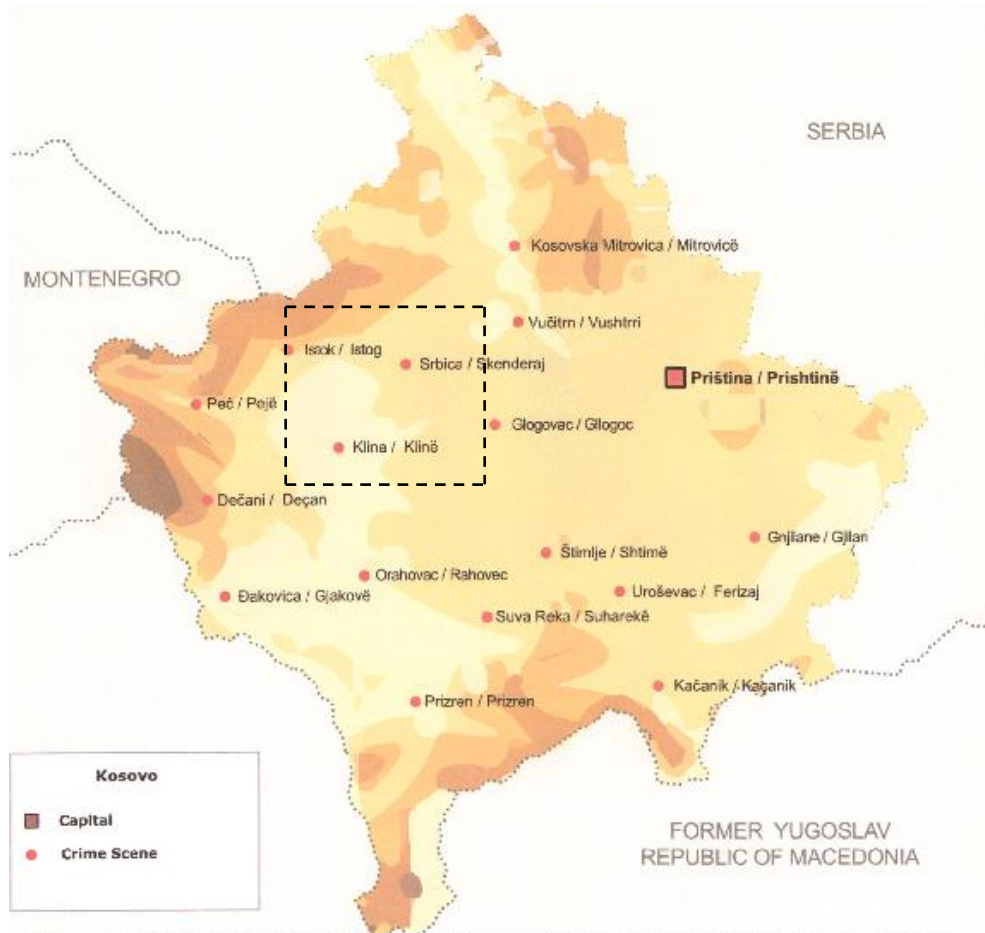 SERBIA
MONTENEGRO
Kosovska Mitrovica / Mitrovicë
Vučitrn / Vushtrri
Istok / Istog
Srbica / Skenderaj
Priština / Prishtinë
Peć / Pejë
Glogovac / Gllogoc
Klina / Klinë
Dečani / Deçan
Gnjilane / Gjilan
Štimlje / Shtimë
Orahovac / Rahovec
Đakovica / Gjakovë
Uroševac / Ferizaj
Suva Reka / Suharekë
Kačanik / Kaçanik
Prizren / Prizren
Kosovo
Capital
Crime Scene
FORMER YUGOSLAV
REPUBLIC OF MACEDONIA